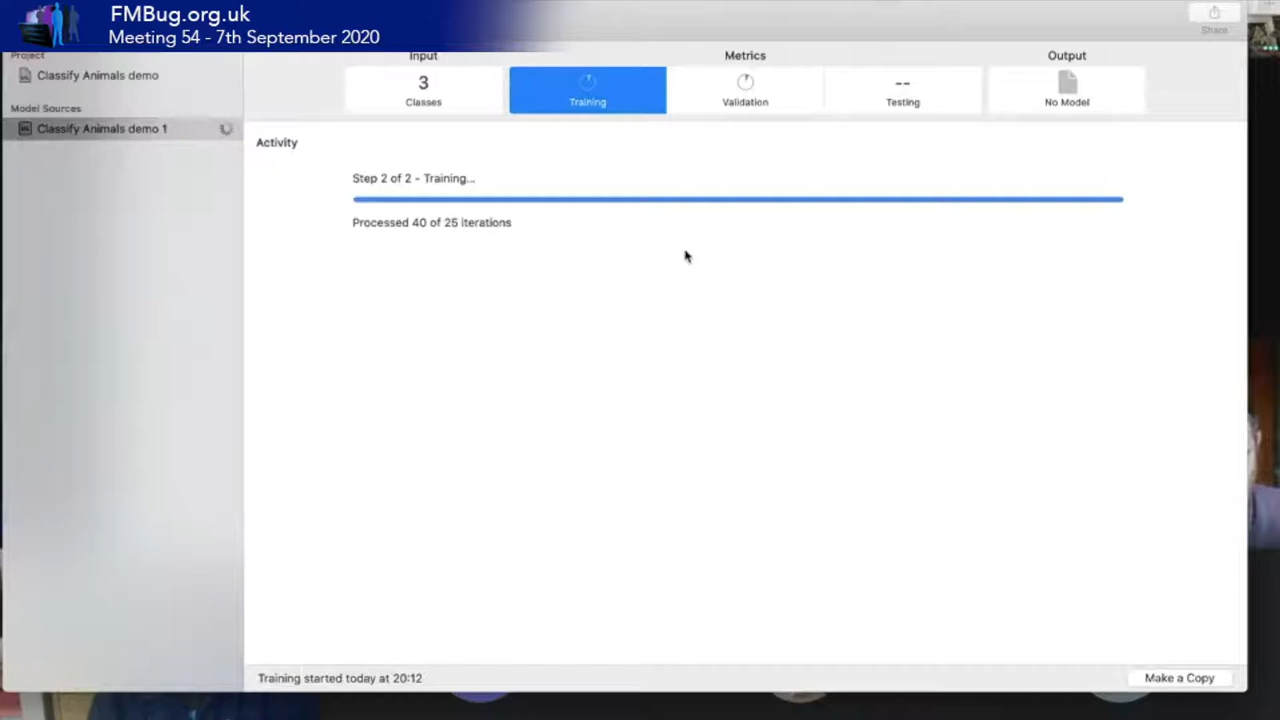 FMBug.org.uk
Meeting 54 - 7th September 2020
Share
Project
Classify Animals demo
Model Sources
Classify Animals demo 1
Input
Metrics
Output
3
Classes
Training
Validation
--
Testing
No Model
Activity
Step 2 of 2 - Training...
Processed 40 of 25 iterations
Training started today at 20:12
Make a Copy